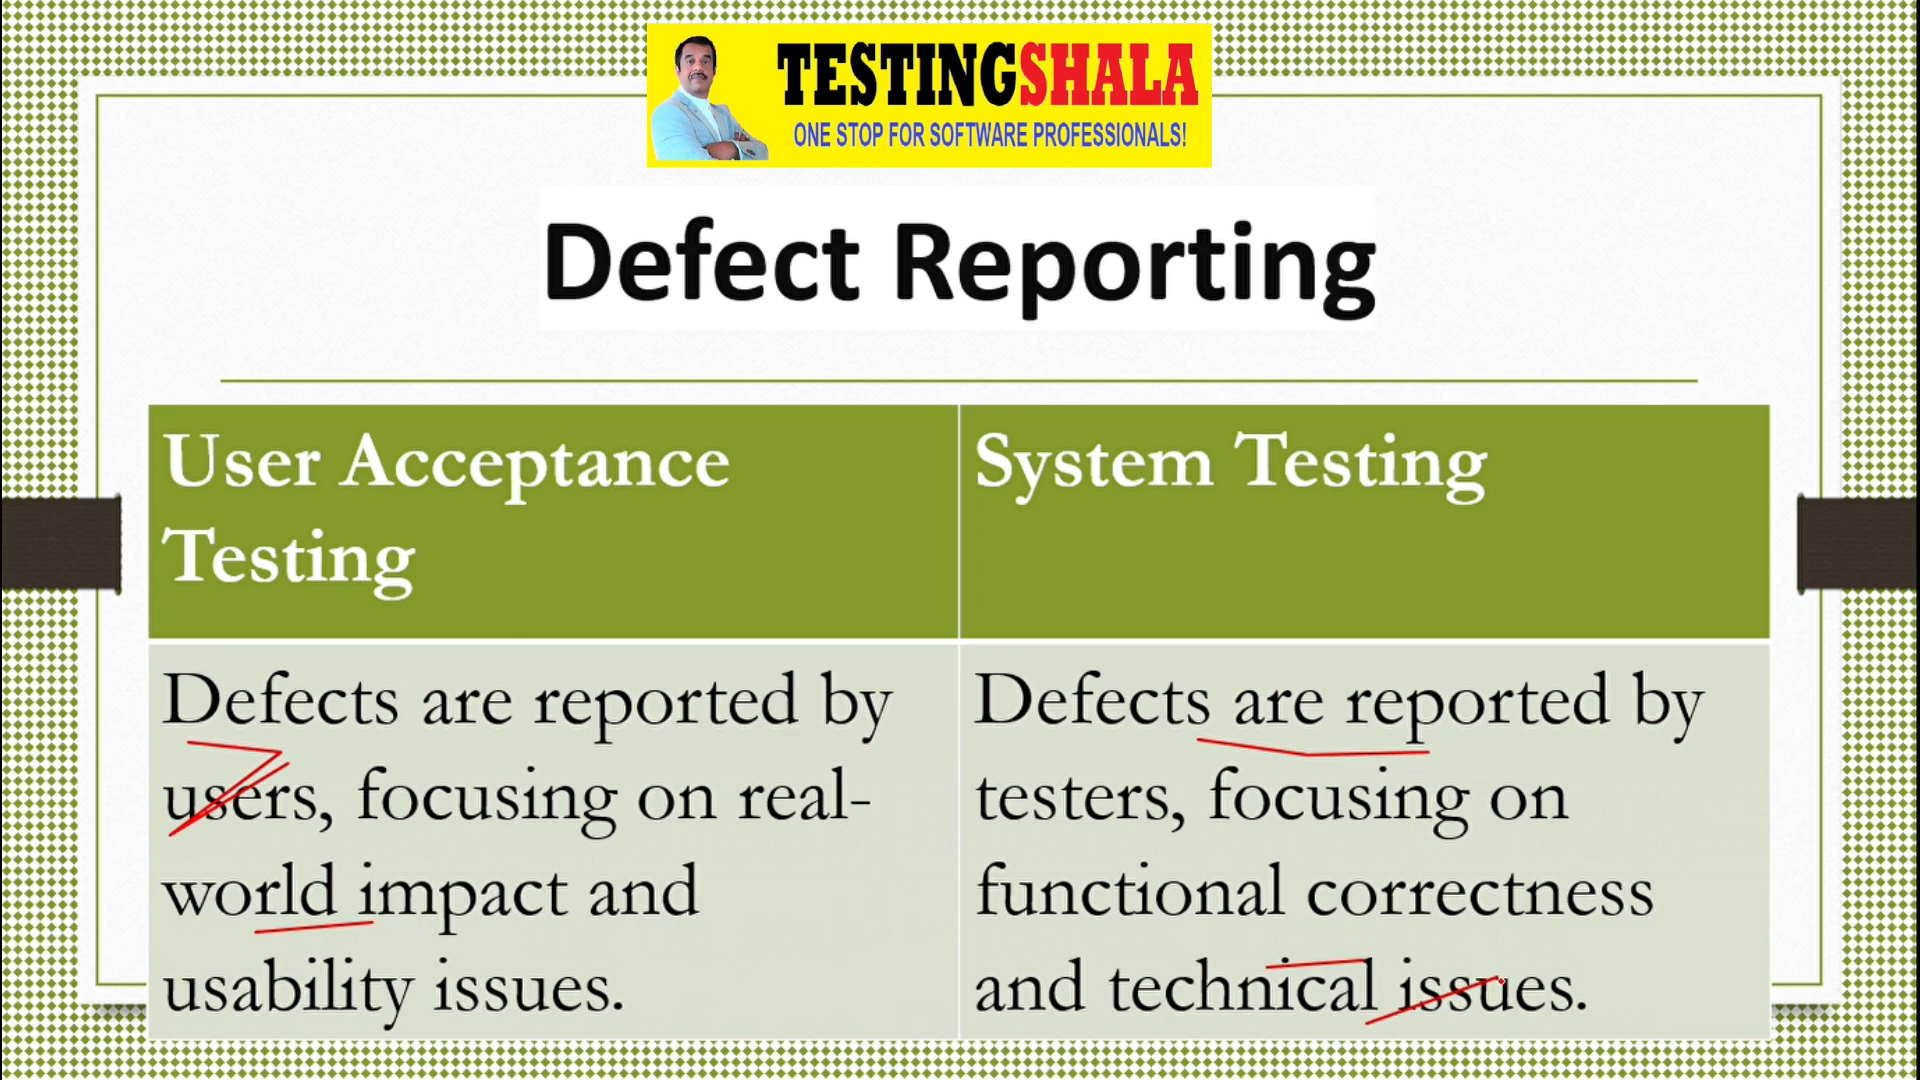 TESTINGSHALA
ONE STOP FOR SOFTWARE PROFESSIONALS!
Defect Reporting
User Acceptance
Testing
System Testing
Defects are reported by
users, focusing on real-
world impact and
usability issues.
Defects are reported by
testers, focusing on
functional correctness
and technical issues.